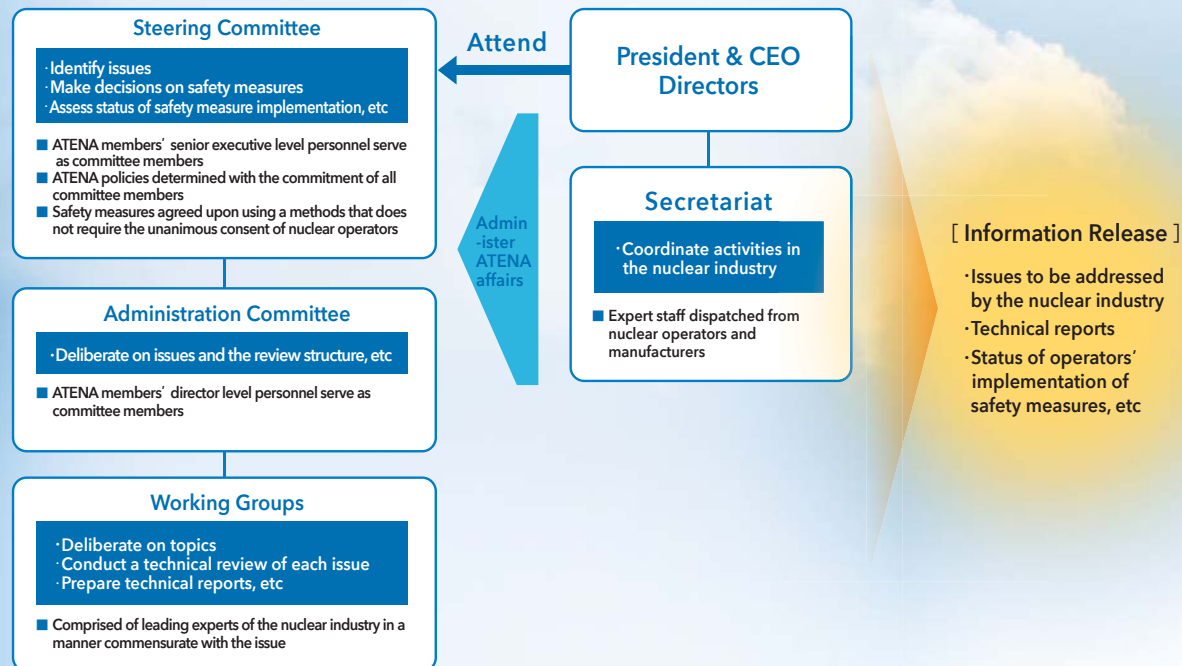 Steering Committee
·Identify issues
·Make decisions on safety measures
·Assess status of safety measure implementation, etc
■ ATENA members′ senior executive level personnel serve
as committee members
■ ATENA policies determined with the commitment of all
committee members
■ Safety measures agreed upon using a methods that does
not require the unanimous consent of nuclear operators
Administration Committee
·Deliberate on issues and the review structure, etc
■ ATENA members′ director level personnel serve as
committee members
Working Groups
·Deliberate on topics
·Conduct a technical review of each issue
·Prepare technical reports, etc
■ Comprised of leading experts of the nuclear industry in a
manner commensurate with the issue
Attend
Admin
-ister
ATENA
affairs
President & CEO
Directors
Secretariat
·Coordinate activities in
the nuclear industry
■ Expert staff dispatched from
nuclear operators and
manufacturers
[ Information Release ]
·Issues to be addressed
by the nuclear industry
·Technical reports
·Status of operators′
implementation of
safety measures, etc